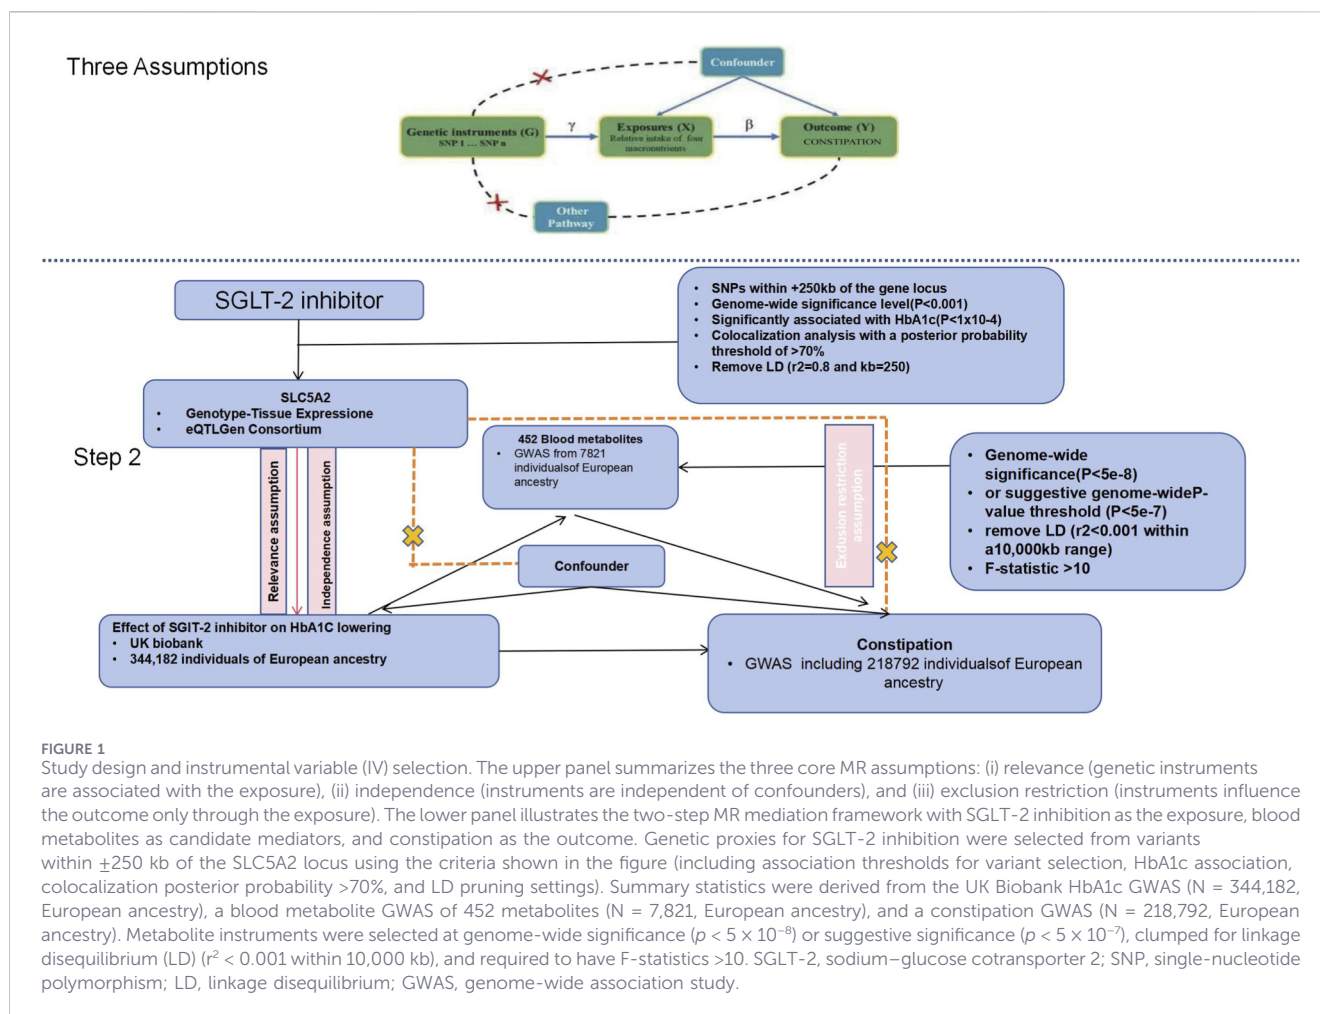 Three Assumptions
Confounder
Genetic instruments (G)
SNP 1 ... SNP n
γ
Exposures (X)
Relative intake of four
macronutrients
β
Outcome (Y)
CONSTIPATION
Other
Pathway
SGLT-2 inhibitor
• SNPs within +250kb of the gene locus
• Genome-wide significance level(P<0.001)
• Significantly associated with HbA1c(P<1x10-4)
• Colocalization analysis with a posterior probability
threshold of >70%
• Remove LD (r2=0.8 and kb=250)
SLC5A2
• Genotype-Tissue Expressione
• eQTLGen Consortium
Step 2
Relevance assumption
Independence assumption
452 Blood metabolites
• GWAS from 7821
individualsof European
ancestry
Exdusion restriction
assumption
• Genome-wide
significance(P<5e-8)
• or suggestive genome-wideP-
value threshold (P<5e-7)
• remove LD (r2<0.001 within
a10,000kb range)
• F-statistic >10
Confounder
Effect of SGIT-2 inhibitor on HbA1C lowering
• UK biobank
• 344,182 individuals of European ancestry
Constipation
• GWAS including 218792 individualsof European
ancestry
FIGURE 1
Study design and instrumental variable (IV) selection. The upper panel summarizes the three core MR assumptions: (i) relevance (genetic instruments
are associated with the exposure), (ii) independence (instruments are independent of confounders), and (iii) exclusion restriction (instruments influence
the outcome only through the exposure). The lower panel illustrates the two-step MR mediation framework with SGLT-2 inhibition as the exposure, blood
metabolites as candidate mediators, and constipation as the outcome. Genetic proxies for SGLT-2 inhibition were selected from variants
within ±250 kb of the SLC5A2 locus using the criteria shown in the figure (including association thresholds for variant selection, HbA1c association,
colocalization posterior probability >70%, and LD pruning settings). Summary statistics were derived from the UK Biobank HbA1c GWAS (N = 344,182,
European ancestry), a blood metabolite GWAS of 452 metabolites (N = 7,821, European ancestry), and a constipation GWAS (N = 218,792, European
ancestry). Metabolite instruments were selected at genome-wide significance (p < 5 × 10⁻⁸) or suggestive significance (p < 5 × 10⁻⁷), clumped for linkage
disequilibrium (LD) (r² < 0.001 within 10,000 kb), and required to have F-statistics >10. SGLT-2, sodium–glucose cotransporter 2; SNP, single-nucleotide
polymorphism; LD, linkage disequilibrium; GWAS, genome-wide association study.